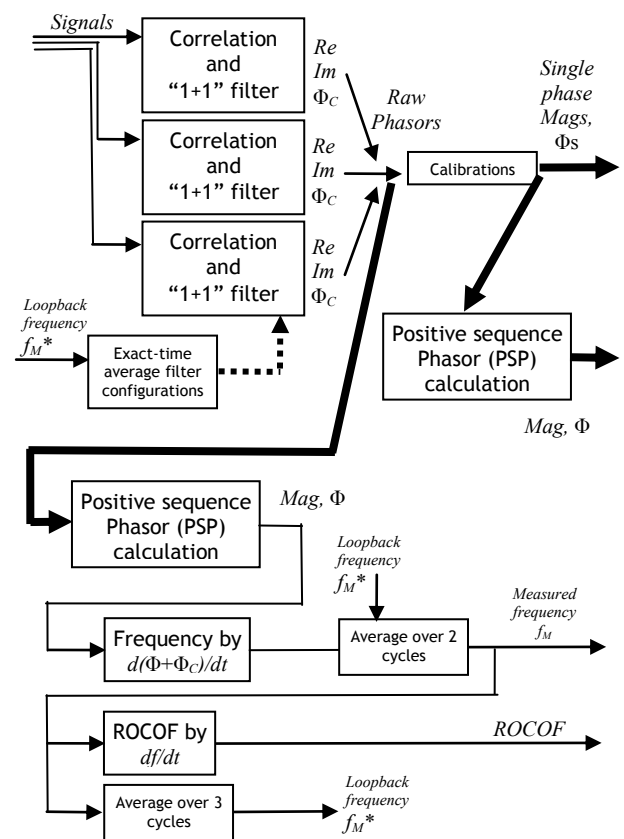 Signals
Correlation
and
“1+1” filter
Re
Im
ΦC
Correlation
and
“1+1” filter
Re
Im
ΦC
Correlation
and
“1+1” filter
Re
Im
ΦC
Raw
Phasors
Calibrations
Single
phase
Mags,
Φs
Loopback
frequency
fM*
Exact-time
average filter
configurations
Positive sequence
Phasor (PSP)
calculation
Mag, Φ
Positive sequence
Phasor (PSP)
calculation
Mag, Φ
Loopback
frequency
fM*
Frequency by
d(Φ+ΦC)/dt
Average over 2
cycles
Measured
frequency
fM
ROCOF by
df/dt
ROCOF
Average over 3
cycles
Loopback
frequency
fM*